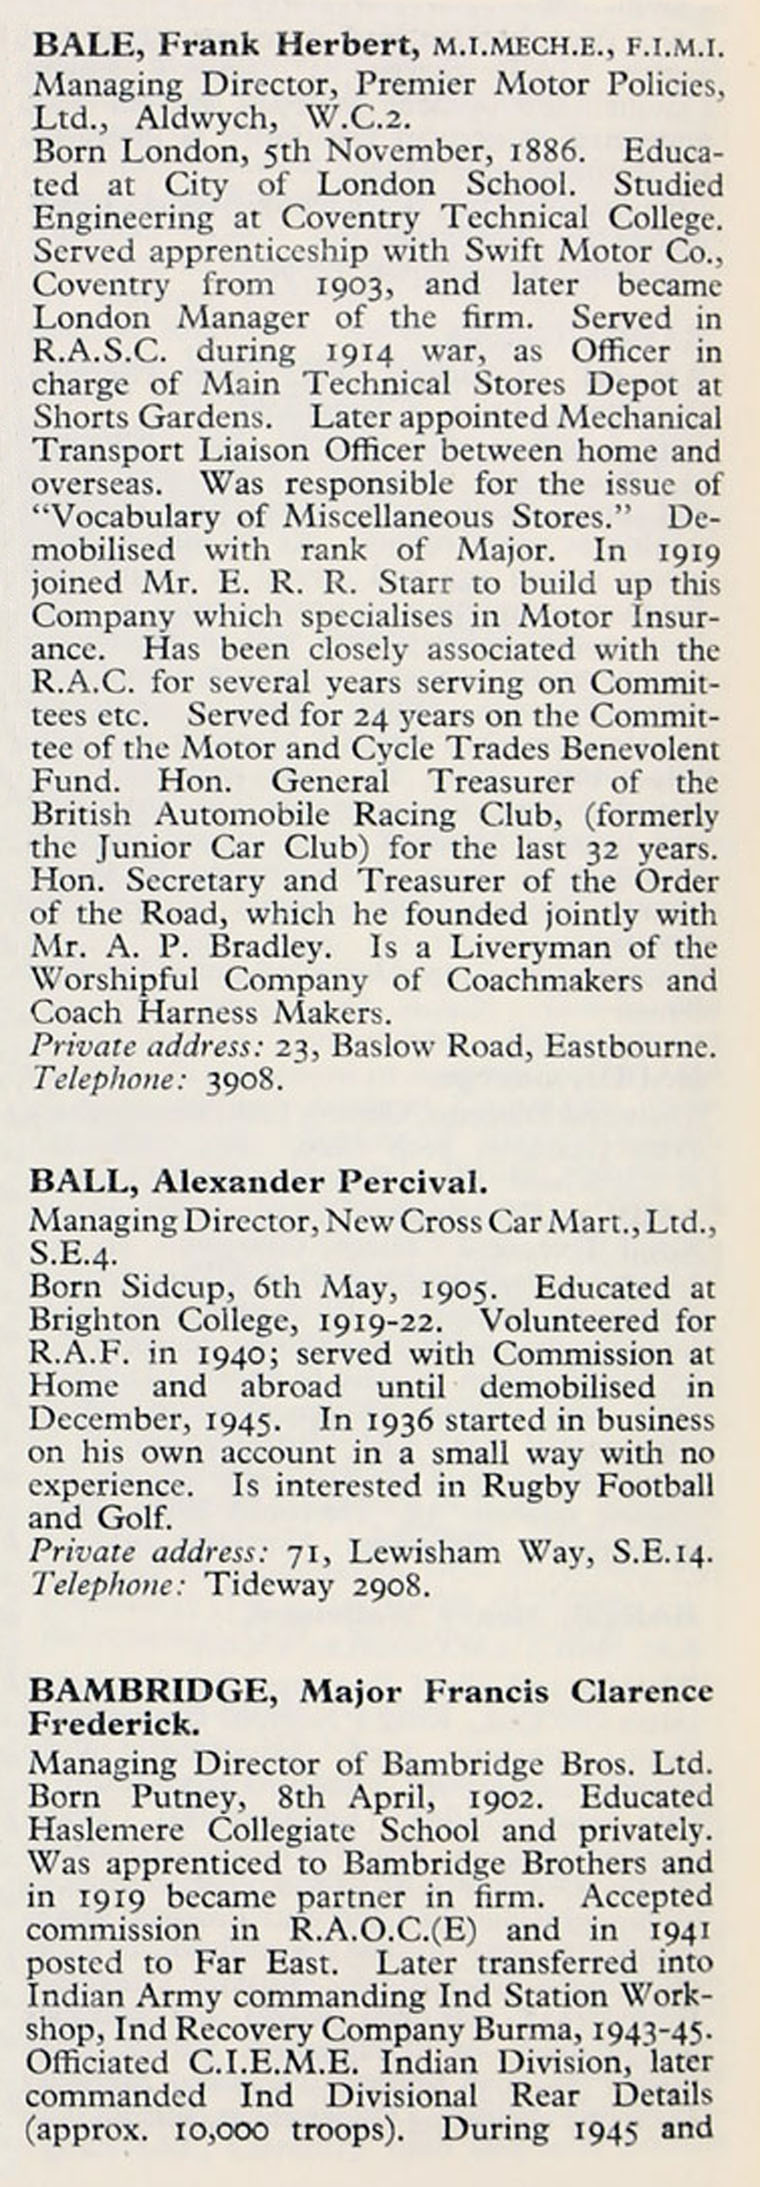 BALE, Frank Herbert, M.I.MECH.E., F.I.M.I.
Managing Director, Premier Motor Policies,
Ltd., Aldwych, W.C.2.
Born London, 5th November, 1886. Educa-
ted at City of London School. Studied
Engineering at Coventry Technical College.
Served apprenticeship with Swift Motor Co.,
Coventry from 1903, and later became
London Manager of the firm. Served in
R.A.S.C. during 1914 war, as Officer in
charge of Main Technical Stores Depot at
Shorts Gardens. Later appointed Mechanical
Transport Liaison Officer between home and
overseas. Was responsible for the issue of
“Vocabulary of Miscellaneous Stores.” De-
mobilised with rank of Major. In 1919
joined Mr. E. R. R. Starr to build up this
Company which specialises in Motor Insur-
ance. Has been closely associated with the
R.A.C. for several years serving on Commit-
tees etc. Served for 24 years on the Commit-
tee of the Motor and Cycle Trades Benevolent
Fund. Hon. General Treasurer of the
British Automobile Racing Club, (formerly
the Junior Car Club) for the last 32 years.
Hon. Secretary and Treasurer of the Order
of the Road, which he founded jointly with
Mr. A. P. Bradley. Is a Liveryman of the
Worshipful Company of Coachmakers and
Coach Harness Makers.
Private address: 23, Baslow Road, Eastbourne.
Telephone: 3908.
BALL, Alexander Percival.
Managing Director, New Cross Car Mart., Ltd.,
S.E.4.
Born Sidcup, 6th May, 1905. Educated at
Brighton College, 1919-22. Volunteered for
R.A.F. in 1940; served with Commission at
Home and abroad until demobilised in
December, 1945. In 1936 started in business
on his own account in a small way with no
experience. Is interested in Rugby Football
and Golf.
Private address: 71, Lewisham Way, S.E.14.
Telephone: Tideway 2908.
BAMBRIDGE, Major Francis Clarence
Frederick.
Managing Director of Bambridge Bros. Ltd.
Born Putney, 8th April, 1902. Educated
Haslemere Collegiate School and privately.
Was apprenticed to Bambridge Brothers and
in 1919 became partner in firm. Accepted
commission in R.A.O.C.(E) and in 1941
posted to Far East. Later transferred into
Indian Army commanding Ind Station Work-
shop, Ind Recovery Company Burma, 1943-45.
Officiated C.I.E.M.E. Indian Division, later
commanded Ind Divisional Rear Details
(approx. 10,000 troops). During 1945 and